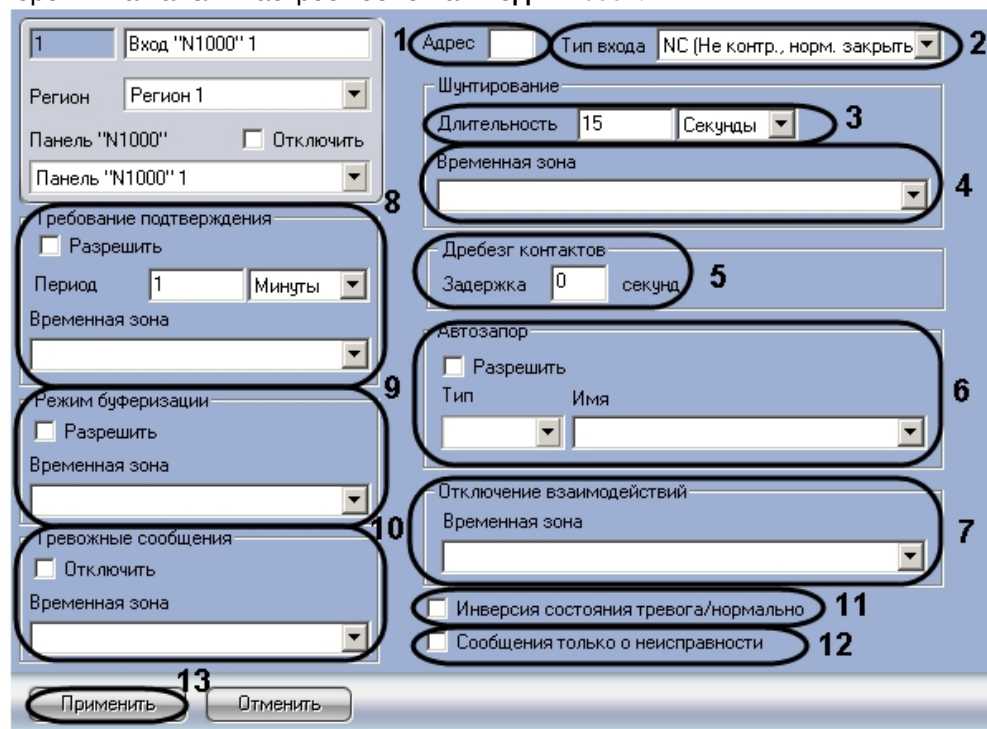 1 Вход "N1000" 1
Регион Регион 1
Панель "N1000" Отключить
Панель "N1000" 1
8
Требование подтверждения
Разрешить
Период 1 Минуты
Временная зона
9
Режим буферизации
Разрешить
Временная зона
10
Тревожные сообщения
Отключить
Временная зона
1 Адрес Тип входа NC (Не контр., норм. закрыть 2
Шунтирование
Длительность 15 Секунды 3
Временная зона
4
Дребезг контактов
Задержка 0 секунд 5
Автозапор
Разрешить
Тип Имя
6
Отключение взаимодействий
Временная зона
7
Инверсия состояния тревога/нормально 11
Сообщения только о неисправности 12
13
Применить Отменить